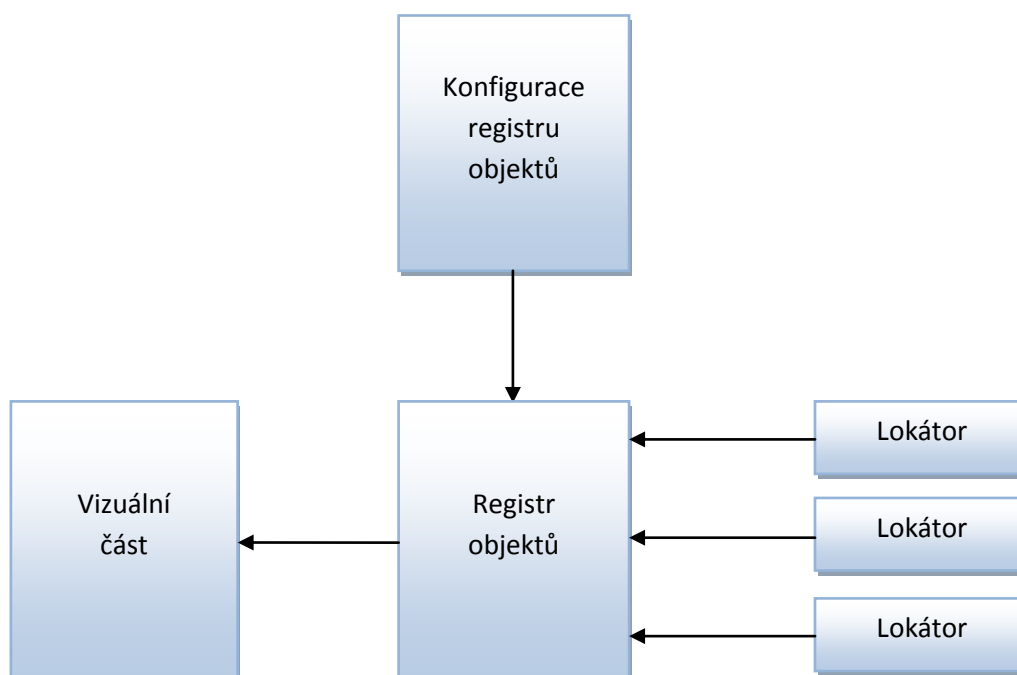 Konfigurace
registru
objektů
Vizuální
část
Registr
objektů
Lokátor
Lokátor
Lokátor